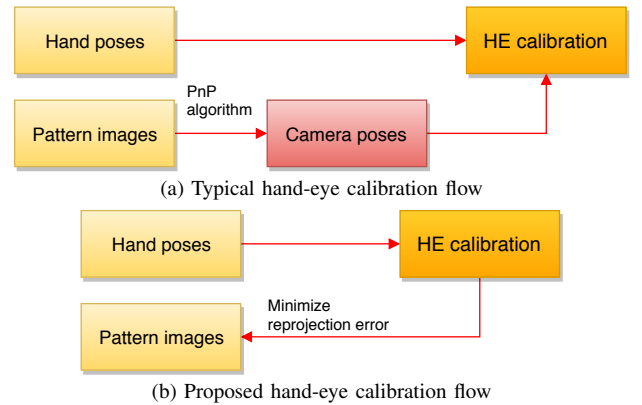 Hand poses
HE calibration
PnP
algorithm
Pattern images
Camera poses
(a) Typical hand-eye calibration flow
Hand poses
HE calibration
Minimize
reprojection error
Pattern images
(b) Proposed hand-eye calibration flow